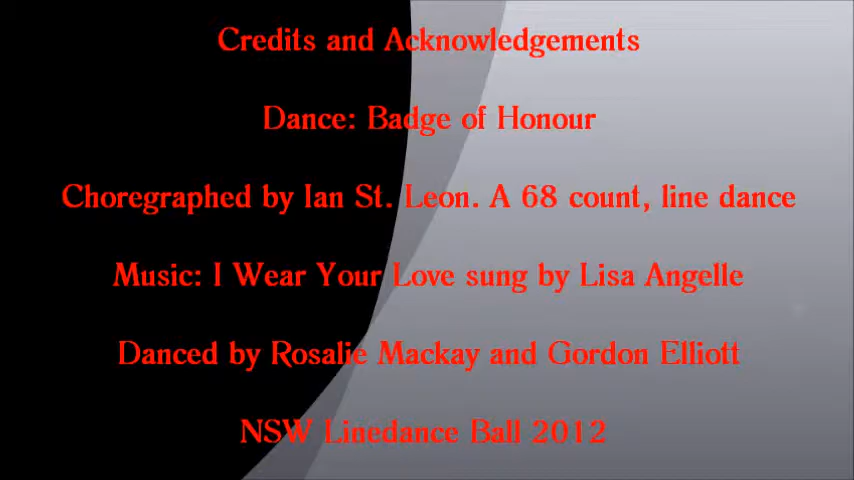 Credits and Acknowledgements
Dance: Badge of Honour
Choregraphed by Ian St. Leon. A 68 count, line dance
Music: I Wear Your Love sung by Lisa Angelle
Danced by Rosalie Mackay and Gordon Elliott
NSW Linedance Ball 2012